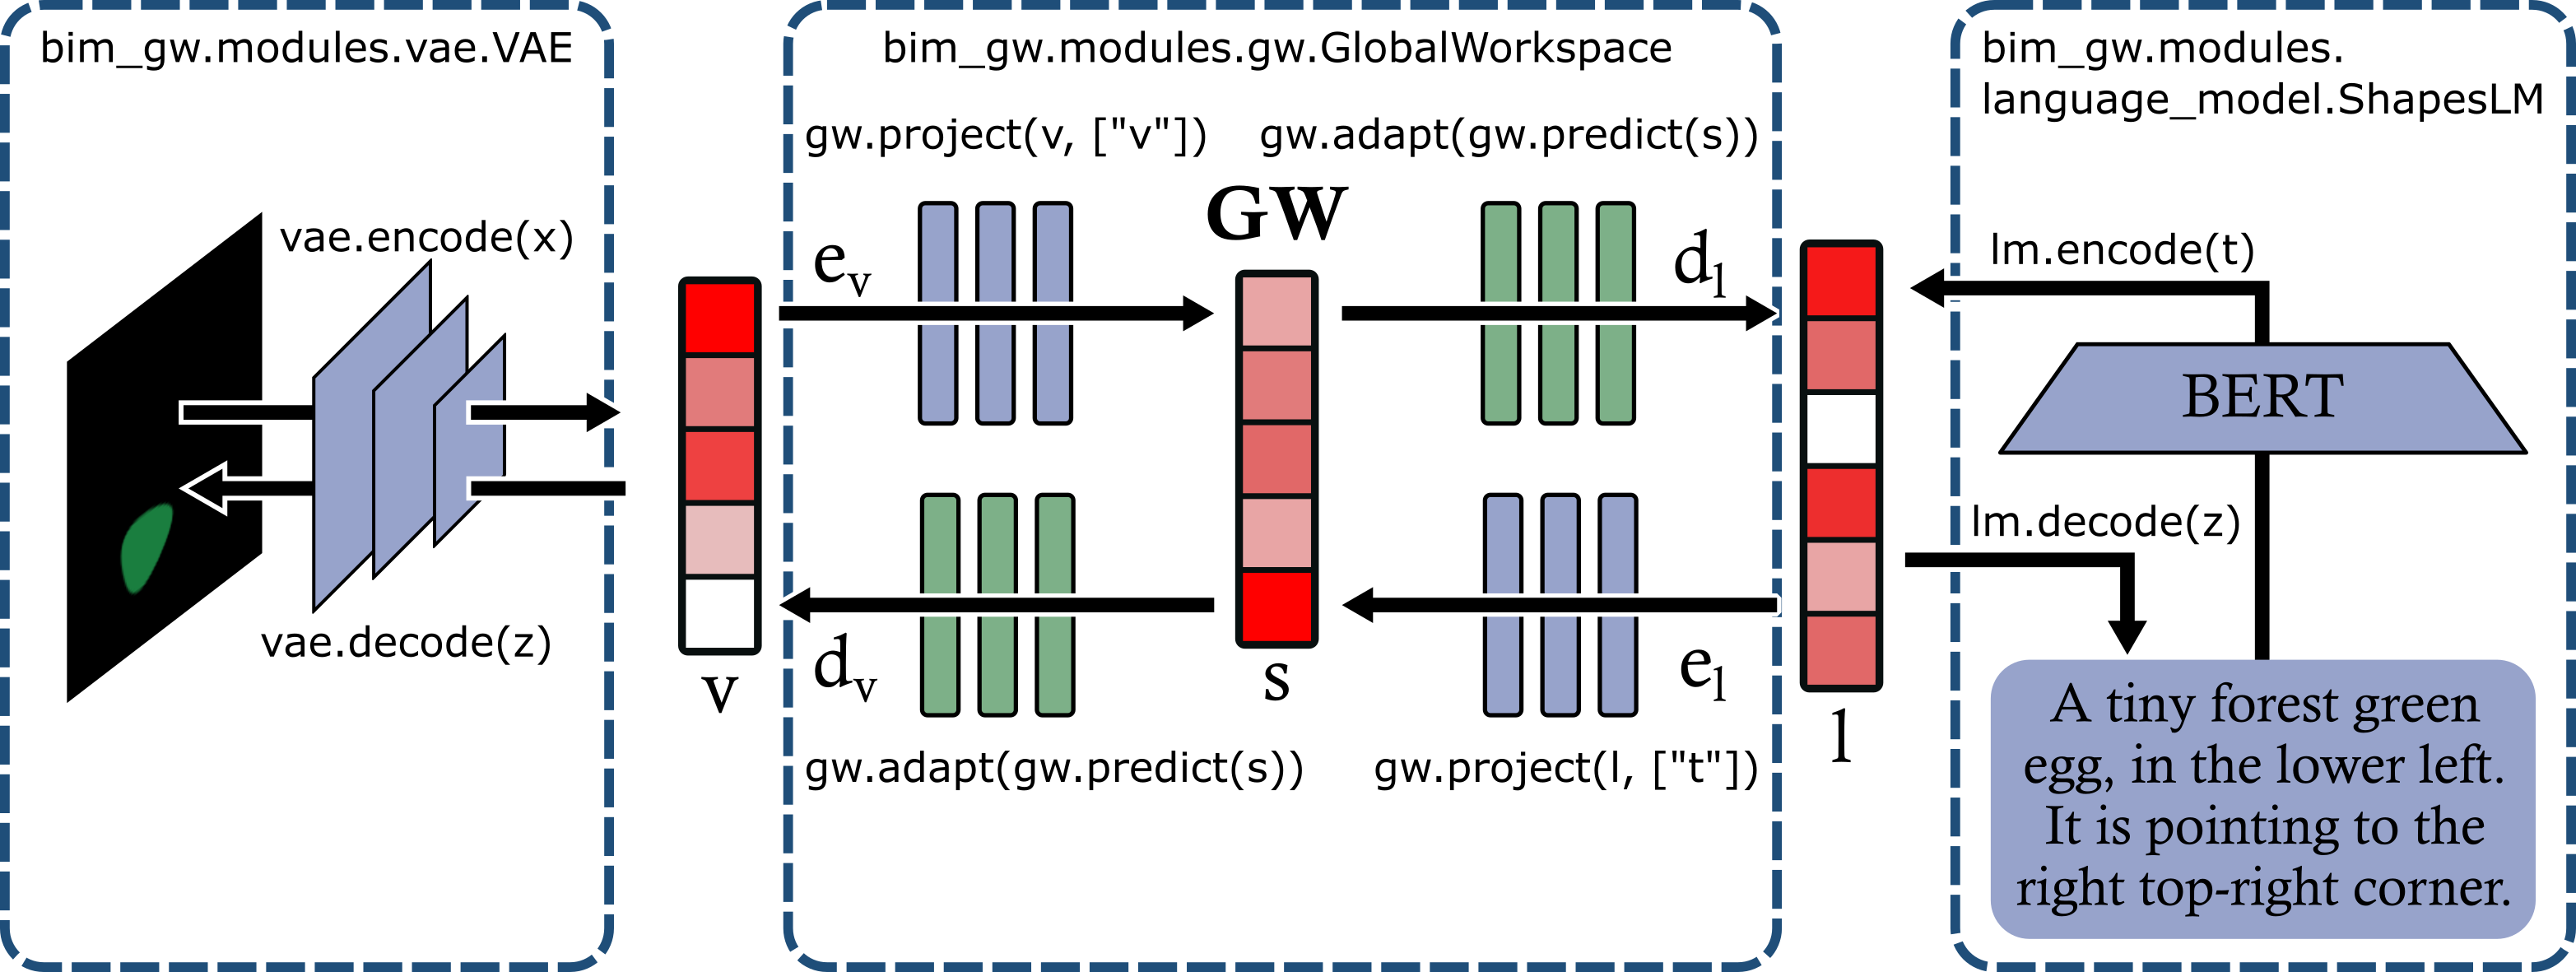 bim_gw.modules.vae.VAE
vae.encode(x)
vae.decode(z)
v
bim_gw.modules.gw.GlobalWorkspace
gw.project(v, ["v"])
gw.adapt(gw.predict(s))
GW
e_v
d_l
d_v
s
e_l
gw.adapt(gw.predict(s))
gw.project(l, ["t"])
l
bim_gw.modules.
language_model.ShapesLM
lm.encode(t)
BERT
lm.decode(z)
A tiny forest green
egg, in the lower left.
It is pointing to the
right top-right corner.